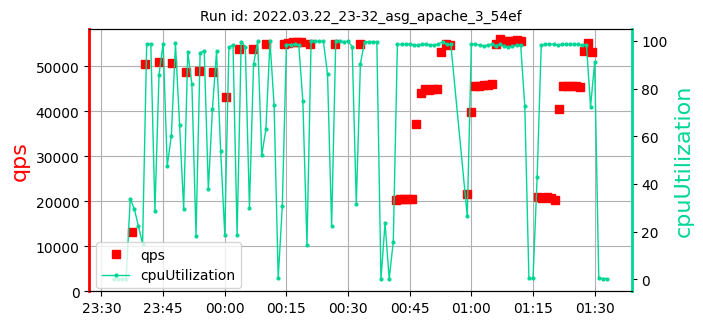 Run id: 2022.03.22_23-32_asg_apache_3_54ef
qps
50000
40000
30000
20000
10000
0
100
80
60
40
20
0
cpuUtilization
qps
cpuUtilization
23:30 23:45 00:00 00:15 00:30 00:45 01:00 01:15 01:30